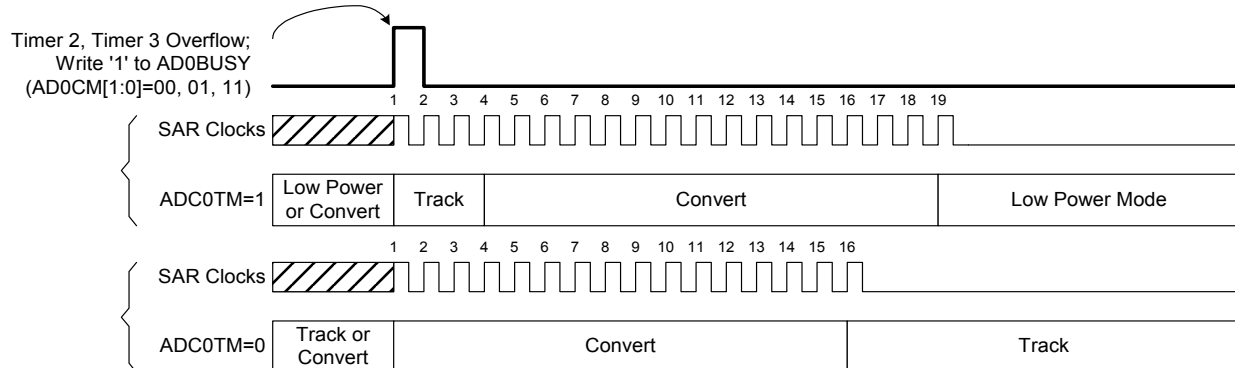 Timer 2, Timer 3 Overflow;
Write '1' to AD0BUSY
(AD0CM[1:0]=00, 01, 11)
1 2 3 4 5 6 7 8 9 10 11 12 13 14 15 16 17 18 19
SAR Clocks
ADC0TM=1
Low Power
or Convert
Track
Convert
Low Power Mode
1 2 3 4 5 6 7 8 9 10 11 12 13 14 15 16
SAR Clocks
ADC0TM=0
Track or
Convert
Convert
Track